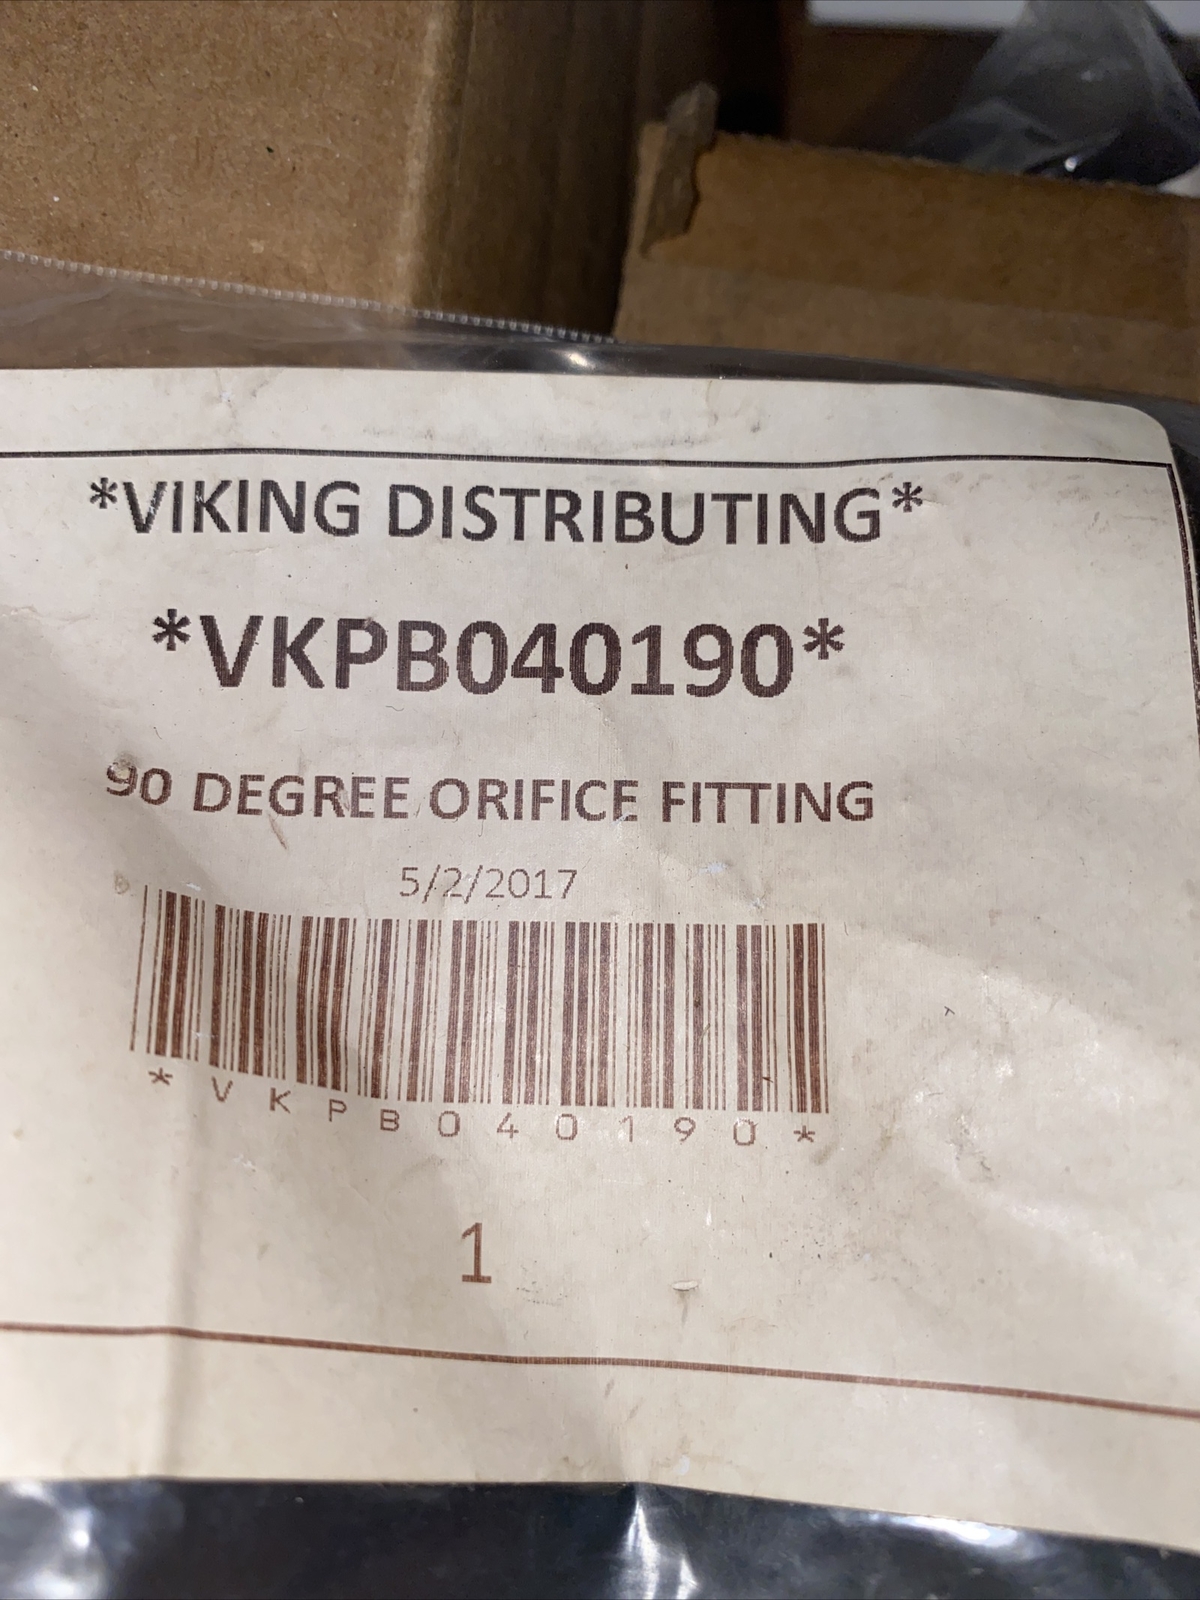 *VIKING DISTRIBUTING*
*VKPB040190*
90 DEGREE ORIFICE FITTING
5/2/2017
*VKPB040190*
1